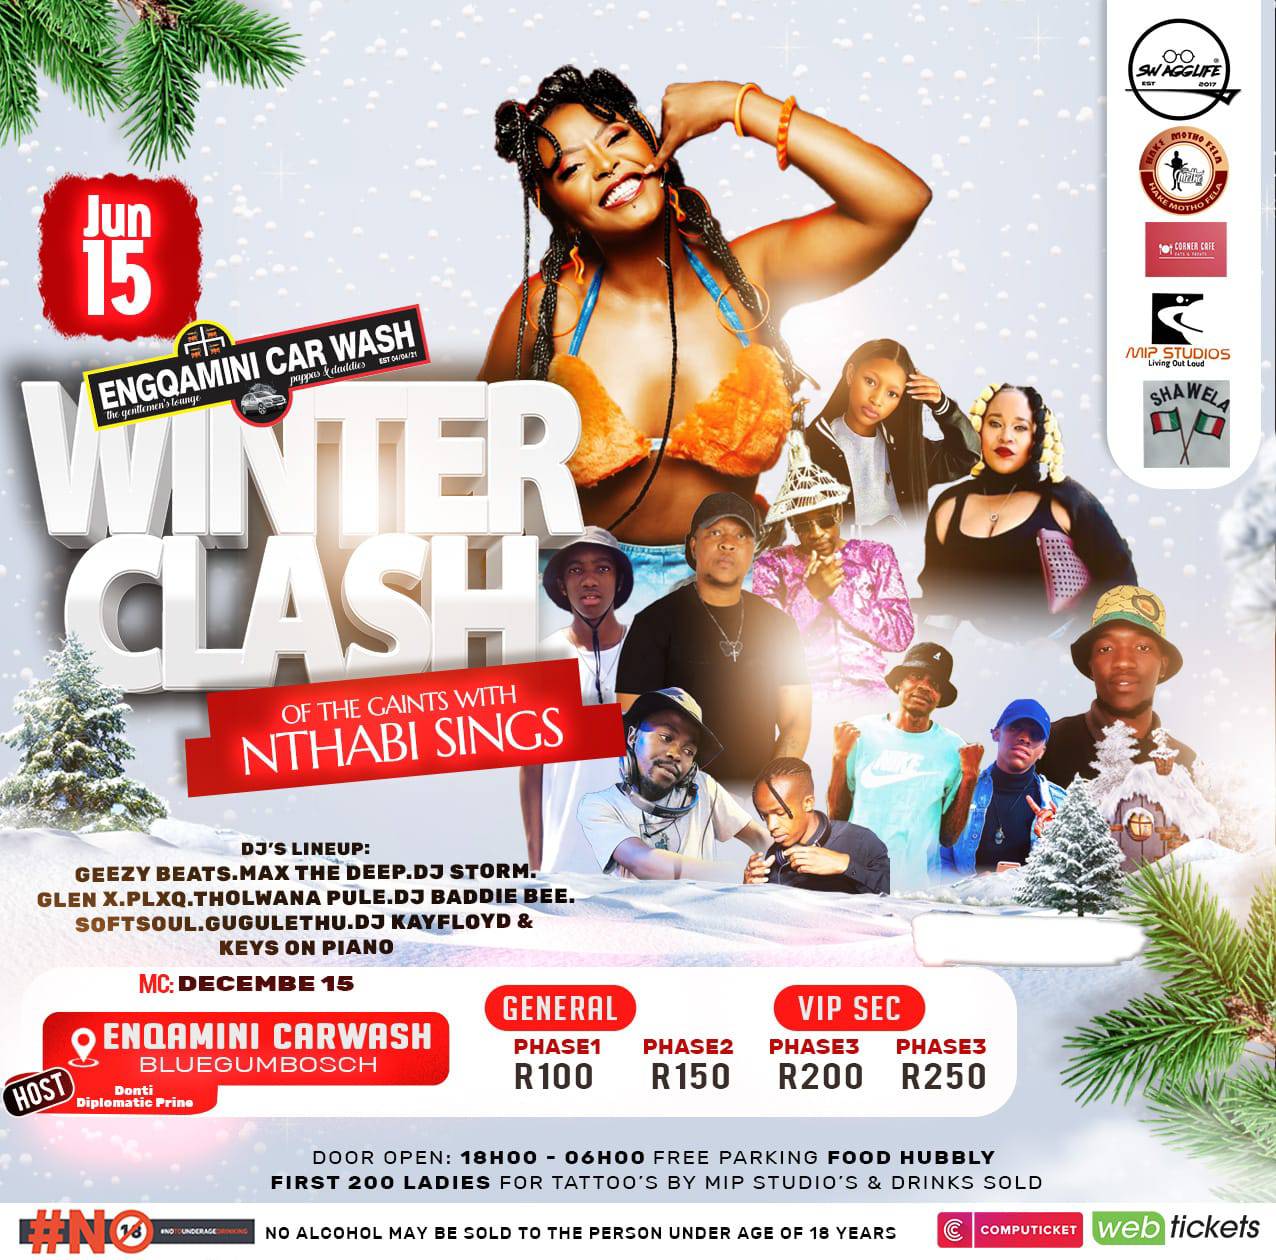 Jun
15
ENGQAMINI CAR WASH
the gentlemen's lounge
pappas & daddies
EST 04/04/21
WINTER
CLASH
OF THE GAINTS WITH
NTHABI SINGS
SWAGGLIFE
EST 2017
HAKE MOTHO FELA
HAKE MOTHO FELA
CORNER CAFE
EATS & TREATS
MIP STUDIOS
Living Out Loud
SHAWELA
NIKE
DJ'S LINEUP:
GEEZY BEATS.MAX THE DEEP.DJ STORM.
GLEN X.PLXQ.THOLWANA PULE.DJ BADDIE BEE.
SOFTSOUL.GUGULETHU.DJ KAYFLOYD &
KEYS ON PIANO
MC: DECEMBE 15
ENQAMINI CARWASH
BLUEGUMBOSCH
HOST
Donti
Diplomatic Prino
GENERAL
VIP SEC
PHASE1 PHASE2 PHASE3 PHASE3
R100 R150 R200 R250
DOOR OPEN: 18H00 - 06H00 FREE PARKING FOOD HUBBLY
FIRST 200 LADIES FOR TATTOO'S BY MIP STUDIO'S & DRINKS SOLD
#NO 18 #NOTOUNDERAGEDRINKING
NO ALCOHOL MAY BE SOLD TO THE PERSON UNDER AGE OF 18 YEARS
COMPUTICKET
webtickets